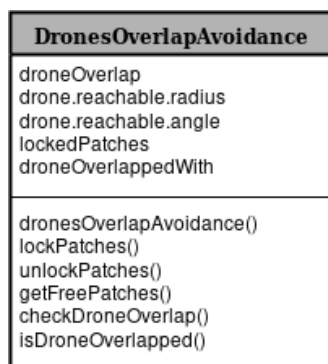 DronesOverlapAvoidance
droneOverlap
drone.reachable.radius
drone.reachable.angle
lockedPatches
droneOverlappedWith
dronesOverlapAvoidance()
lockPatches()
unlockPatches()
getFreePatches()
checkDroneOverlap()
isDroneOverlapped()